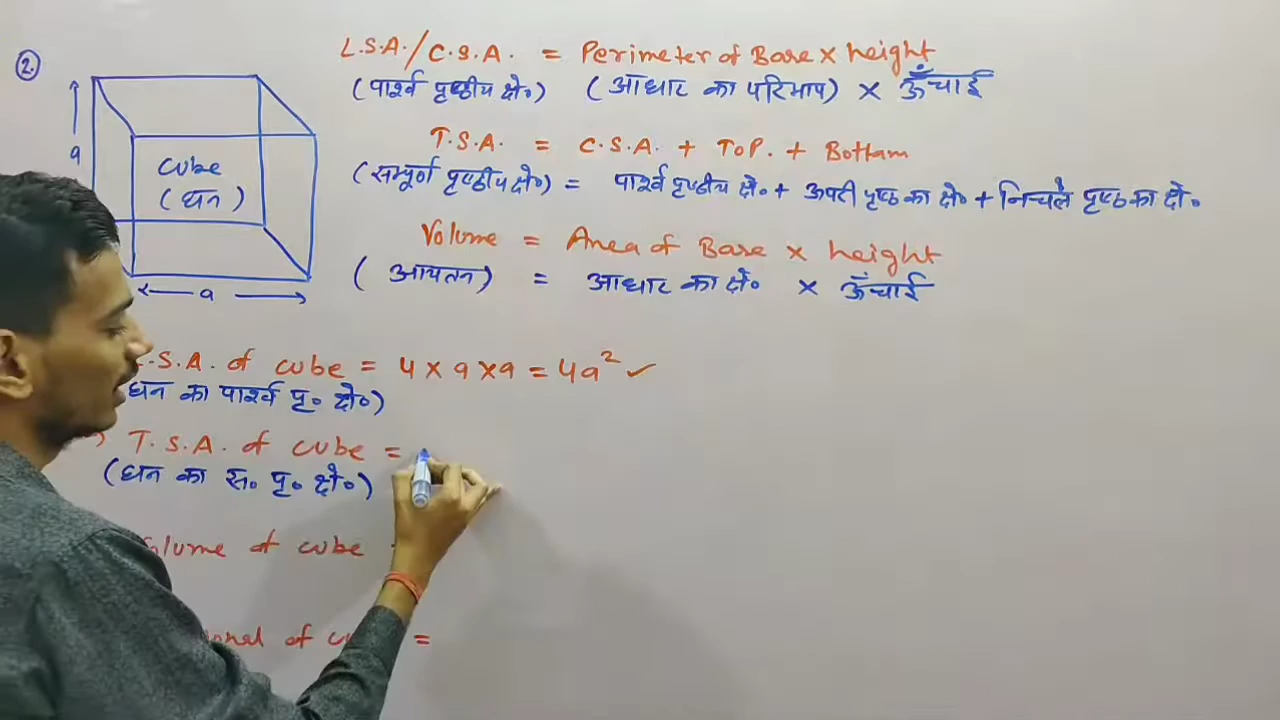 ②
L.S.A./C.S.A. = Perimeter of Base × height
(पार्श्व पृष्ठीय क्षे०) (आधार का परिमाप) × ऊँचाई
T.S.A. = C.S.A. + TOP. + Bottam
(सम्पूर्ण पृष्ठीय क्षे०) = पार्श्व पृष्ठीय क्षे० + ऊपरी पृष्ठ का क्षे० + निचले पृष्ठ का क्षे०
Volume = Area of Base × height
(आयतन) = आधार का क्षे० × ऊँचाई
a
cube
(घन)
a
.S.A. of cube = 4 × a × a = 4a² ✓
घन का पार्श्व पृ० क्षे०)
) T.S.A. of cube =
(घन का स० पृ० क्षे०)
lume of cube
onal of =